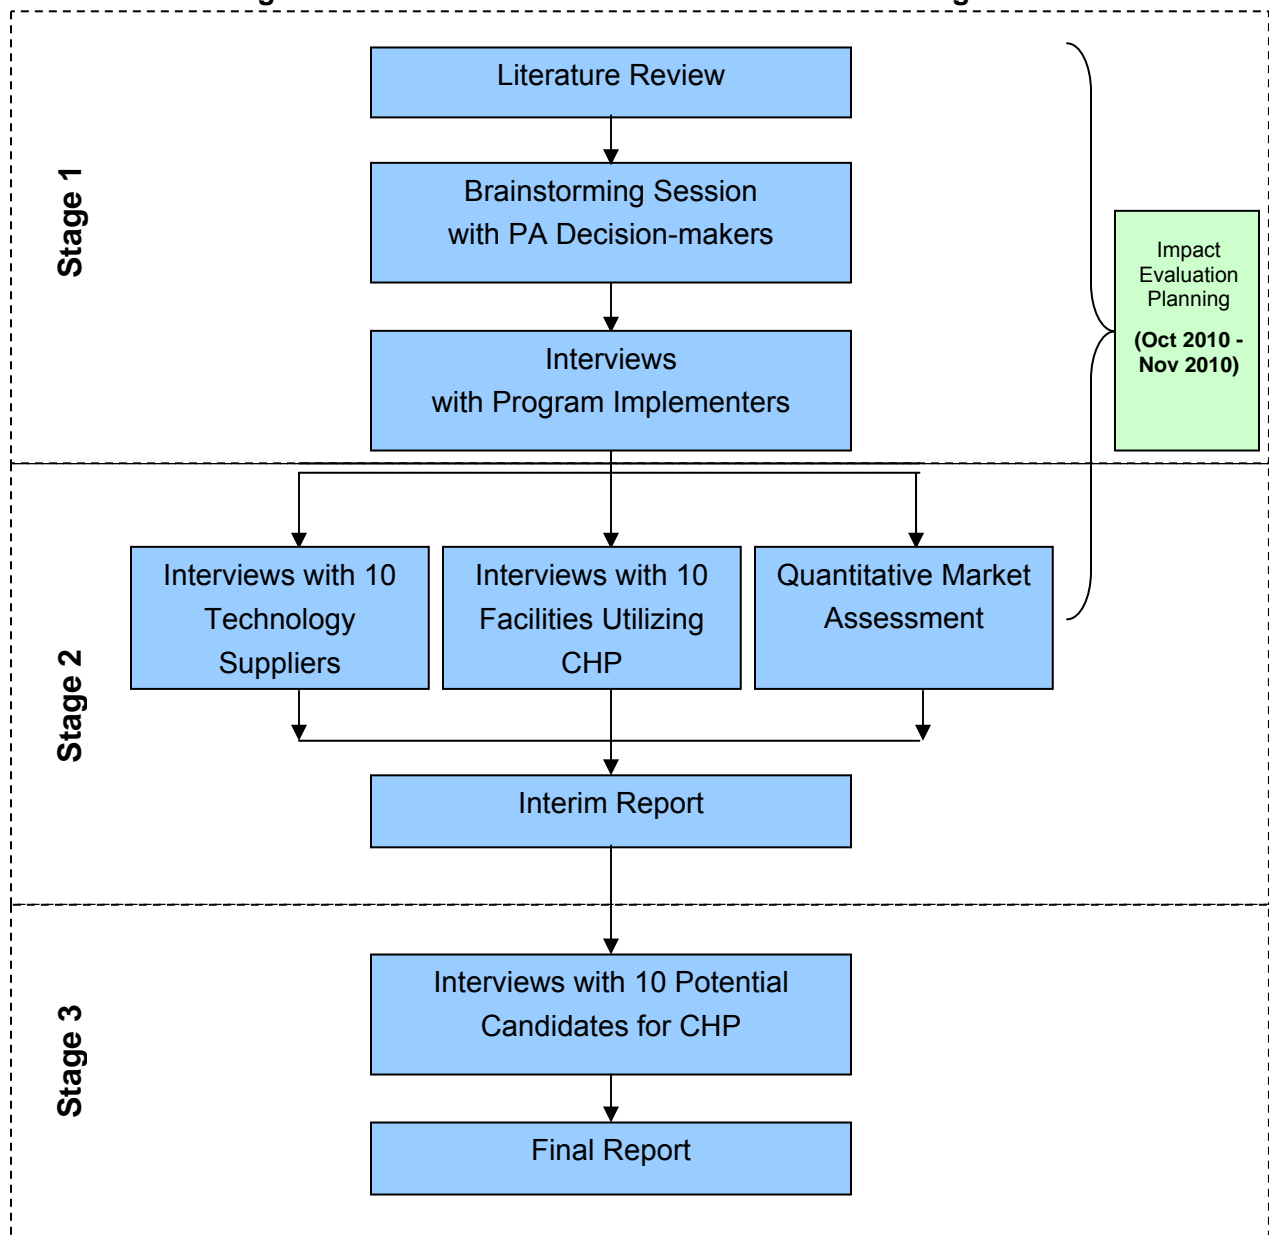 Stage 1
Literature Review
Brainstorming Session
with PA Decision-makers
Interviews
with Program Implementers
Impact
Evaluation
Planning
(Oct 2010 -
Nov 2010)
Stage 2
Interviews with 10
Technology
Suppliers
Interviews with 10
Facilities Utilizing
CHP
Quantitative Market
Assessment
Interim Report
Stage 3
Interviews with 10 Potential
Candidates for CHP
Final Report